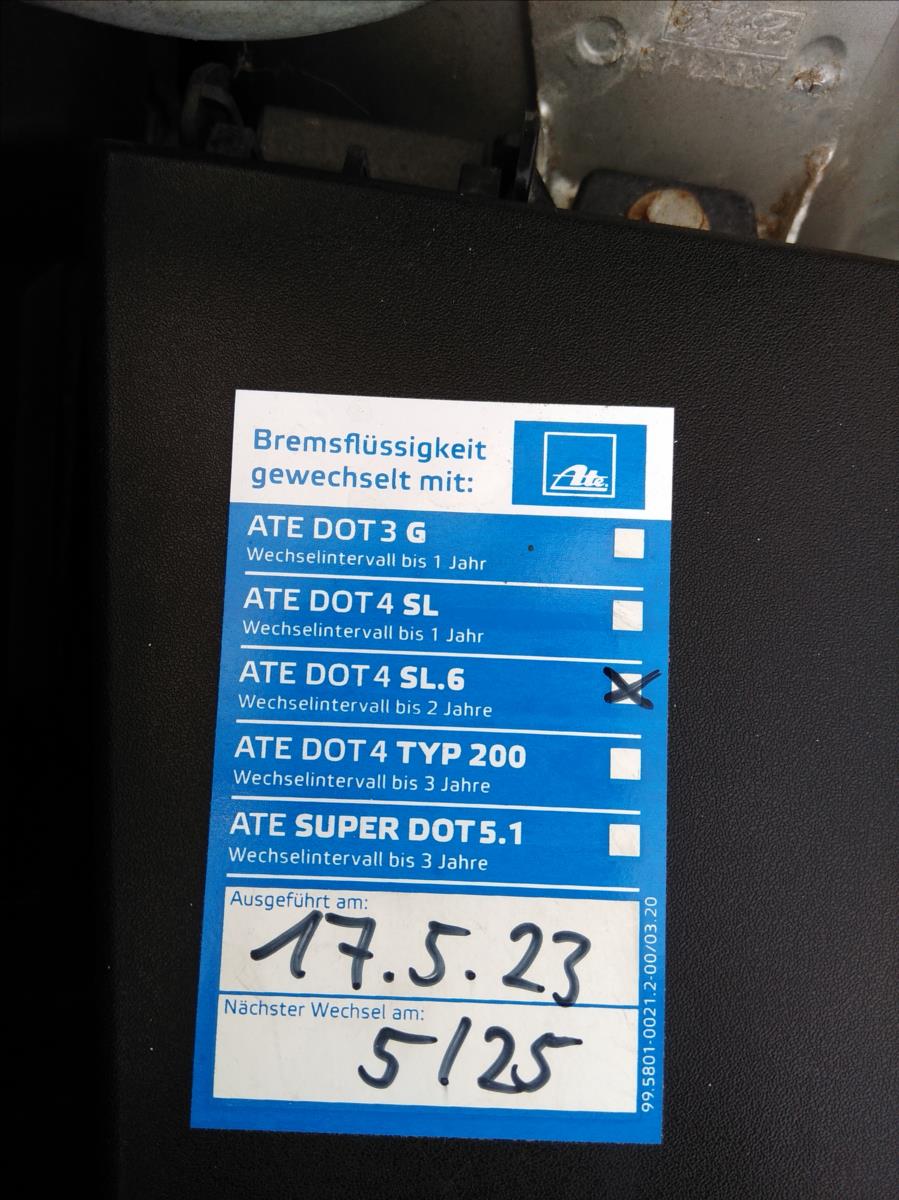 Bremsflüssigkeit
gewechselt mit:
Ate
ATE DOT 3 G
Wechselintervall bis 1 Jahr
ATE DOT 4 SL
Wechselintervall bis 1 Jahr
ATE DOT 4 SL.6
Wechselintervall bis 2 Jahre
ATE DOT 4 TYP 200
Wechselintervall bis 3 Jahre
ATE SUPER DOT 5.1
Wechselintervall bis 3 Jahre
Ausgeführt am:
17.5.23
Nächster Wechsel am:
5/25
99.5801-0021.2-00/03.20